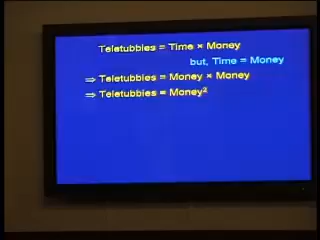 Teletubbies = Time × Money
but, Time = Money
⇒ Teletubbies = Money × Money
⇒ Teletubbies = Money²